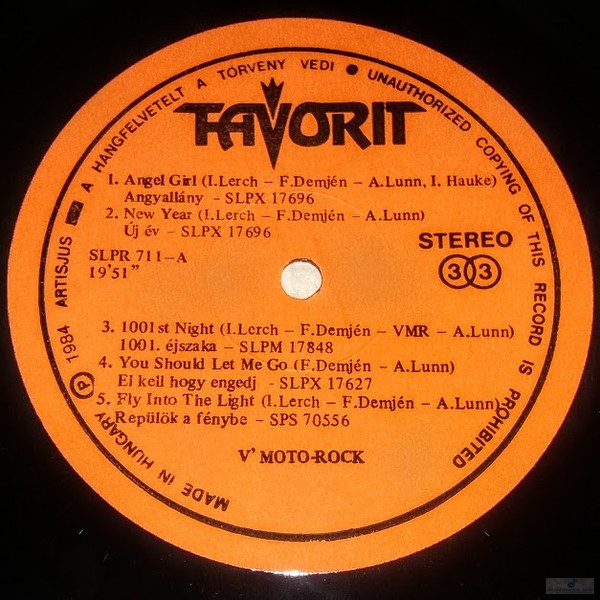 A HANGFELVETELT A TÖRVENY VEDI ● UNAUTHORIZED COPYING OF THIS RECORD IS PROHIBITED
FAVORIT
1. Angel Girl (I.Lerch – F.Demjén – A.Lunn, I. Hauke)
Angyallány – SLPX 17696
2. New Year (I.Lerch – F.Demjén – A.Lunn)
Új év – SLPX 17696
SLPR 711–A
19'51"
STEREO
33
3. 1001st Night (I.Lerch – F.Demjén – VMR – A.Lunn)
1001. éjszaka – SLPM 17848
4. You Should Let Me Go (F.Demjén – A.Lunn)
El kell hogy engedj – SLPX 17627
5. Fly Into The Light (I.Lerch – F.Demjén – A.Lunn)
Repülök a fénybe – SPS 70556
V' MOTO-ROCK
MADE IN HUNGARY ℗ 1984 ARTISJUS